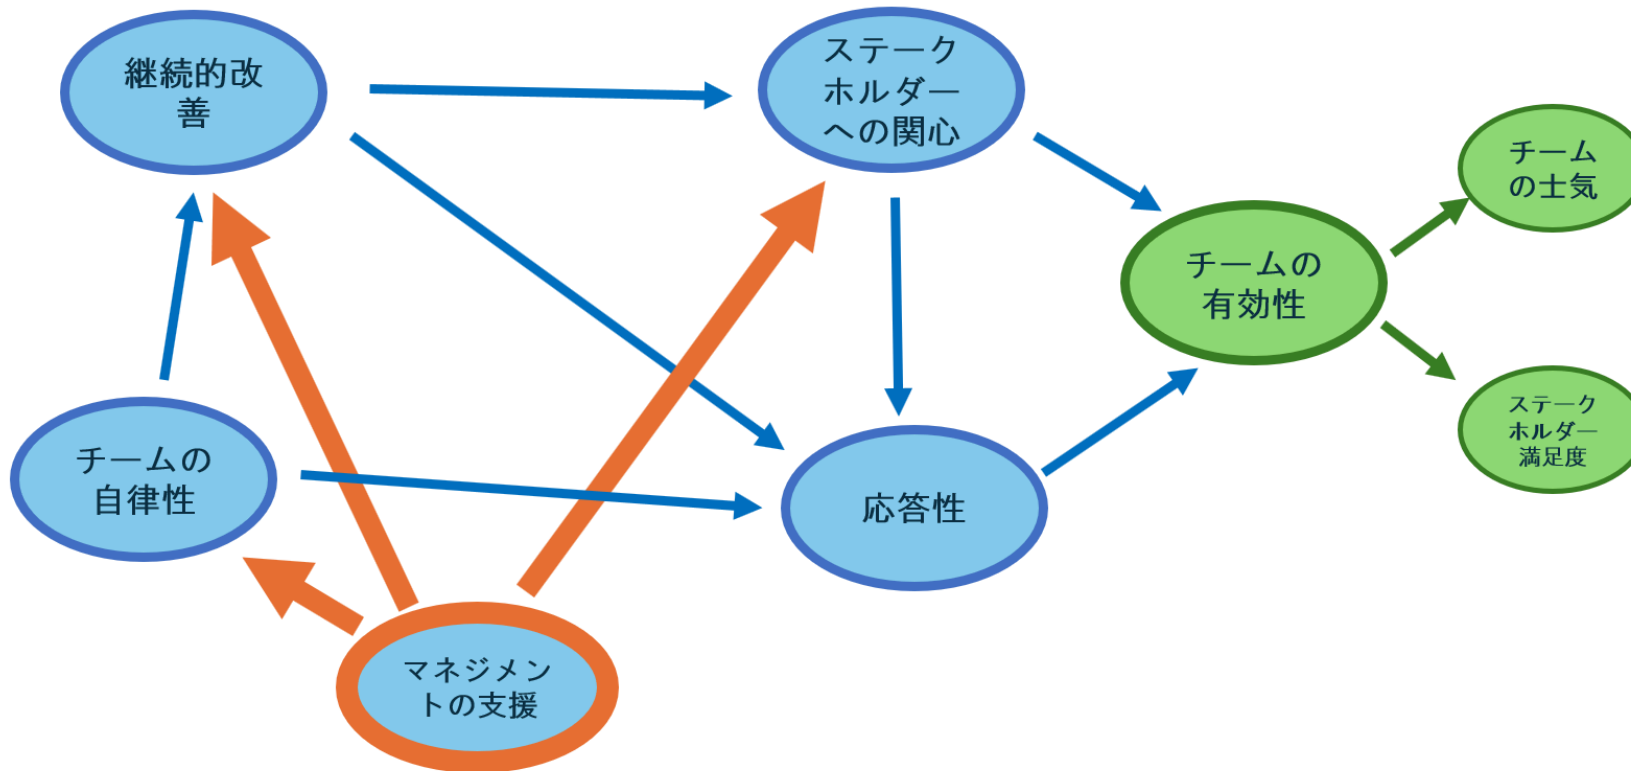 継続的改
善
ステーク
ホルダー
への関心
チーム
の士気
チームの
有効性
ステーク
ホルダー
満足度
チームの
自律性
応答性
マネジメン
トの支援